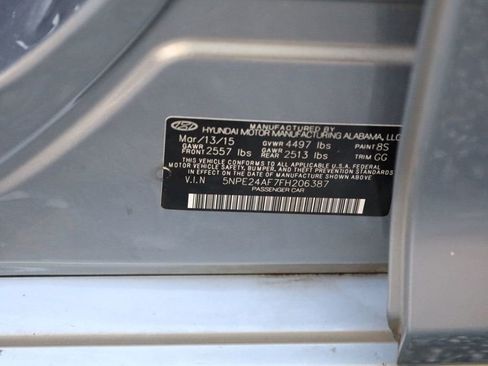 MANUFACTURED BY
HYUNDAI MOTOR MANUFACTURING ALABAMA, LLC
Mar/13/15 GVWR 4497 lbs PAINT 8S
GAWR FRONT 2557 lbs GAWR REAR 2513 lbs TRIM GG
THIS VEHICLE CONFORMS TO ALL APPLICABLE U.S.A. FEDERAL
MOTOR VEHICLE SAFETY, BUMPER, AND THEFT PREVENTION STANDARDS
IN EFFECT ON THE DATE OF MANUFACTURE SHOWN ABOVE.
V.I.N 5NPE24AF7FH206387
PASSENGER CAR